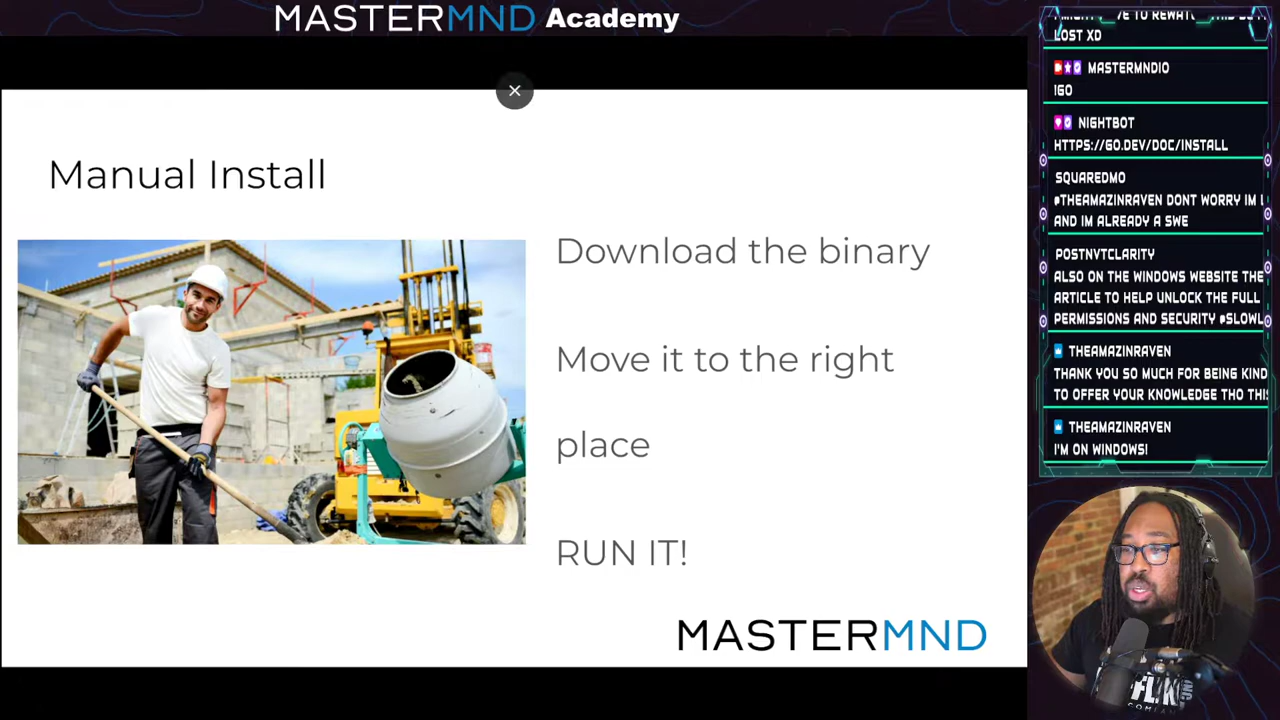 MASTERMND Academy
Manual Install
Download the binary
Move it to the right
place
RUN IT!
MASTERMND
LOST XD
MASTERMNDIO
!GO
NIGHTBOT
HTTPS://GO.DEV/DOC/INSTALL
SQUAREDMO
@THEAMAZINRAVEN DONT WORRY IM
AND IM ALREADY A SWE
POSTNVTCLARITY
ALSO ON THE WINDOWS WEBSITE THE
ARTICLE TO HELP UNLOCK THE FULL
PERMISSIONS AND SECURITY @SLOWL
THEAMAZINRAVEN
THANK YOU SO MUCH FOR BEING KIND
TO OFFER YOUR KNOWLEDGE THO THI
THEAMAZINRAVEN
I'M ON WINDOWS!